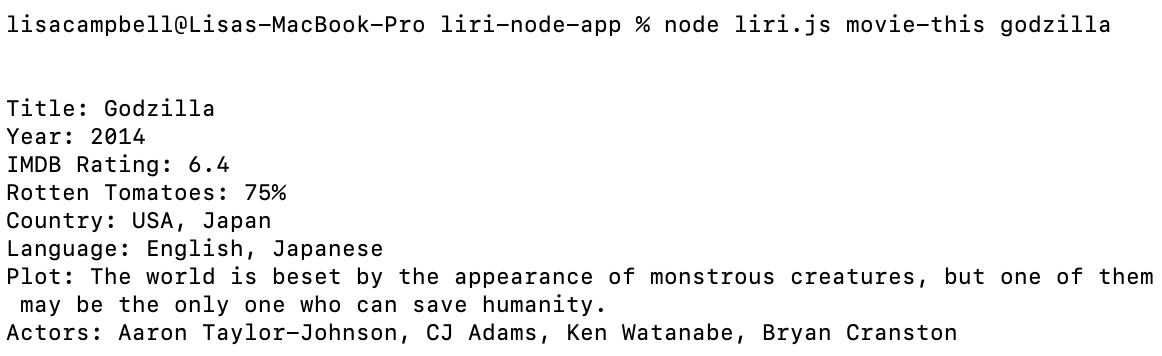 lisacampbell@Lisas-MacBook-Pro liri-node-app % node liri.js movie-this godzilla
Title: Godzilla
Year: 2014
IMDB Rating: 6.4
Rotten Tomatoes: 75%
Country: USA, Japan
Language: English, Japanese
Plot: The world is beset by the appearance of monstrous creatures, but one of them
may be the only one who can save humanity.
Actors: Aaron Taylor-Johnson, CJ Adams, Ken Watanabe, Bryan Cranston